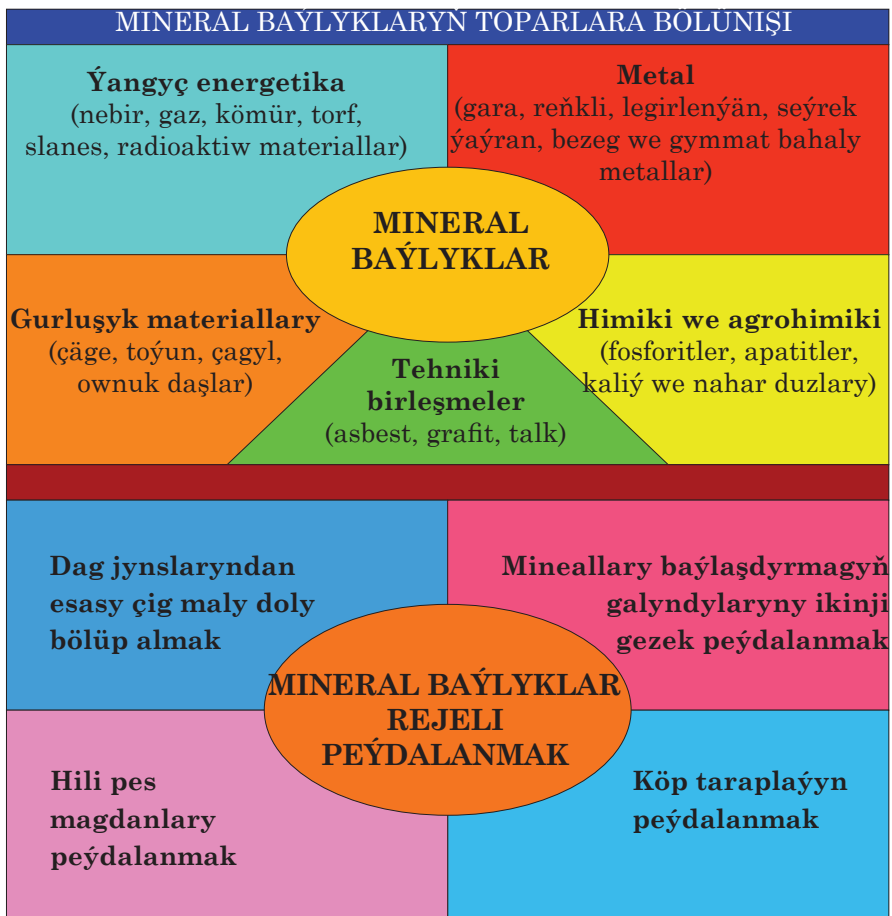 MINERAL BAÝLYKLARYŇ TOPARLARA BÖLÜNIŞI
Ýangyç energetika
(nebir, gaz, kömür, torf,
slanes, radioaktiw materiallar)
Metal
(gara, reňkli, legirlenýän, seýrek
ýaýran, bezeg we gymmat bahaly
metallar)
MINERAL
BAÝLYKLAR
Gurluşyk materiallary
(çäge, toýun, çagyl,
ownuk daşlar)
Tehniki
birleşmeler
(asbest, grafit, talk)
Himiki we agrohimiki
(fosforitler, apatitler,
kaliý we nahar duzlary)
Dag jynslaryndan
esasy çig maly doly
bölüp almak
Mineallary baýlaşdyrmagyň
galyndylaryny ikinji
gezek peýdalanmak
MINERAL BAÝLYKLAR
REJELI
PEÝDALANMAK
Hili pes
magdanlary
peýdalanmak
Köp taraplaýyn
peýdalanmak